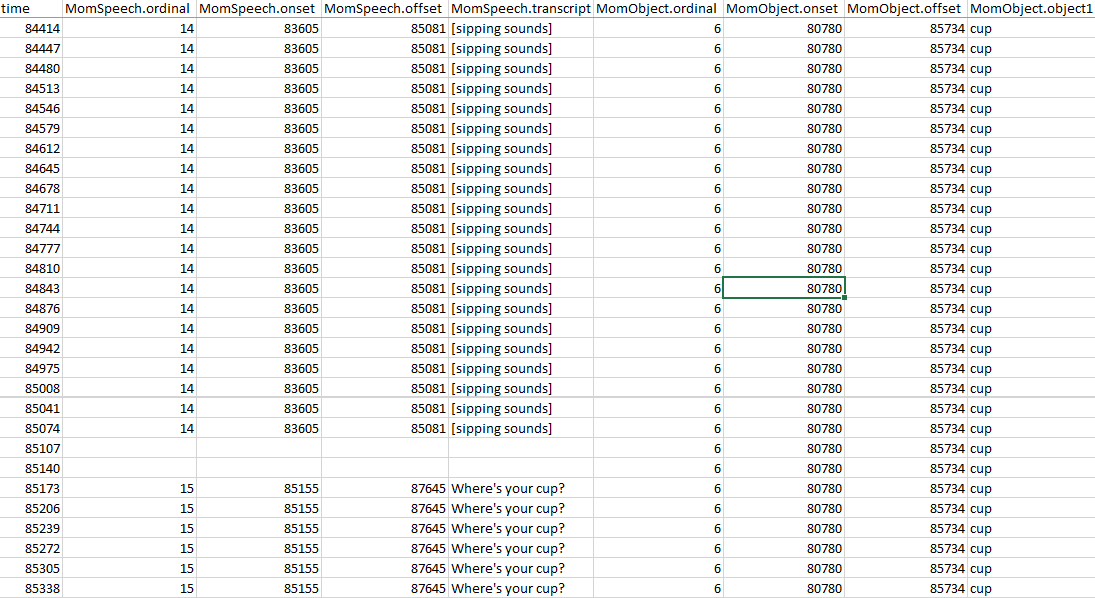 time MomSpeech.ordinal MomSpeech.onset MomSpeech.offset MomSpeech.transcript MomObject.ordinal MomObject.onset MomObject.offset MomObject.object1
84414 14 83605 85081 [sipping sounds] 6 80780 85734 cup
84447 14 83605 85081 [sipping sounds] 6 80780 85734 cup
84480 14 83605 85081 [sipping sounds] 6 80780 85734 cup
84513 14 83605 85081 [sipping sounds] 6 80780 85734 cup
84546 14 83605 85081 [sipping sounds] 6 80780 85734 cup
84579 14 83605 85081 [sipping sounds] 6 80780 85734 cup
84612 14 83605 85081 [sipping sounds] 6 80780 85734 cup
84645 14 83605 85081 [sipping sounds] 6 80780 85734 cup
84678 14 83605 85081 [sipping sounds] 6 80780 85734 cup
84711 14 83605 85081 [sipping sounds] 6 80780 85734 cup
84744 14 83605 85081 [sipping sounds] 6 80780 85734 cup
84777 14 83605 85081 [sipping sounds] 6 80780 85734 cup
84810 14 83605 85081 [sipping sounds] 6 80780 85734 cup
84843 14 83605 85081 [sipping sounds] 6 80780 85734 cup
84876 14 83605 85081 [sipping sounds] 6 80780 85734 cup
84909 14 83605 85081 [sipping sounds] 6 80780 85734 cup
84942 14 83605 85081 [sipping sounds] 6 80780 85734 cup
84975 14 83605 85081 [sipping sounds] 6 80780 85734 cup
85008 14 83605 85081 [sipping sounds] 6 80780 85734 cup
85041 14 83605 85081 [sipping sounds] 6 80780 85734 cup
85074 14 83605 85081 [sipping sounds] 6 80780 85734 cup
85107 6 80780 85734 cup
85140 6 80780 85734 cup
85173 15 85155 87645 Where's your cup? 6 80780 85734 cup
85206 15 85155 87645 Where's your cup? 6 80780 85734 cup
85239 15 85155 87645 Where's your cup? 6 80780 85734 cup
85272 15 85155 87645 Where's your cup? 6 80780 85734 cup
85305 15 85155 87645 Where's your cup? 6 80780 85734 cup
85338 15 85155 87645 Where's your cup? 6 80780 85734 cup